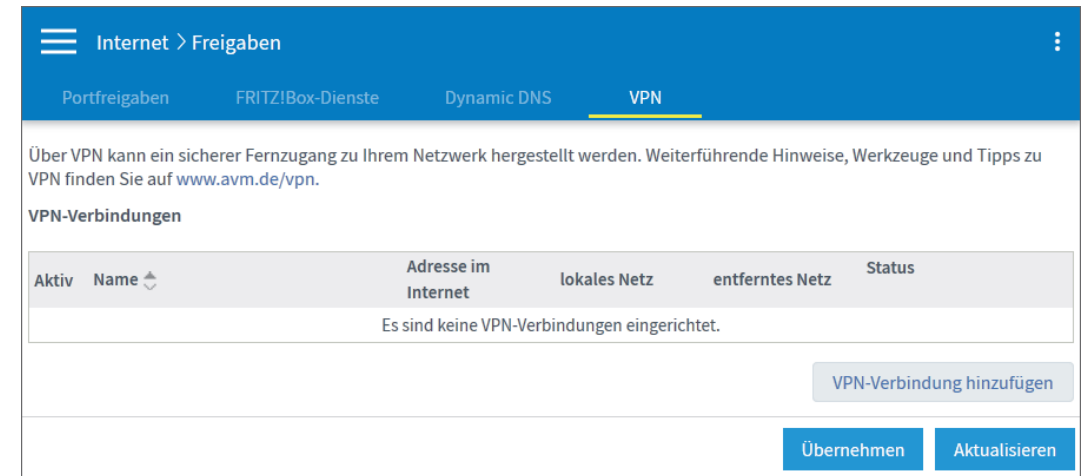 Internet > Freigaben
Portfreigaben FRITZ!Box-Dienste Dynamic DNS VPN
Über VPN kann ein sicherer Fernzugang zu Ihrem Netzwerk hergestellt werden. Weiterführende Hinweise, Werkzeuge und Tipps zu
VPN finden Sie auf www.avm.de/vpn.
VPN-Verbindungen
Aktiv Name Adresse im Internet lokales Netz entferntes Netz Status
Es sind keine VPN-Verbindungen eingerichtet.
VPN-Verbindung hinzufügen
Übernehmen Aktualisieren